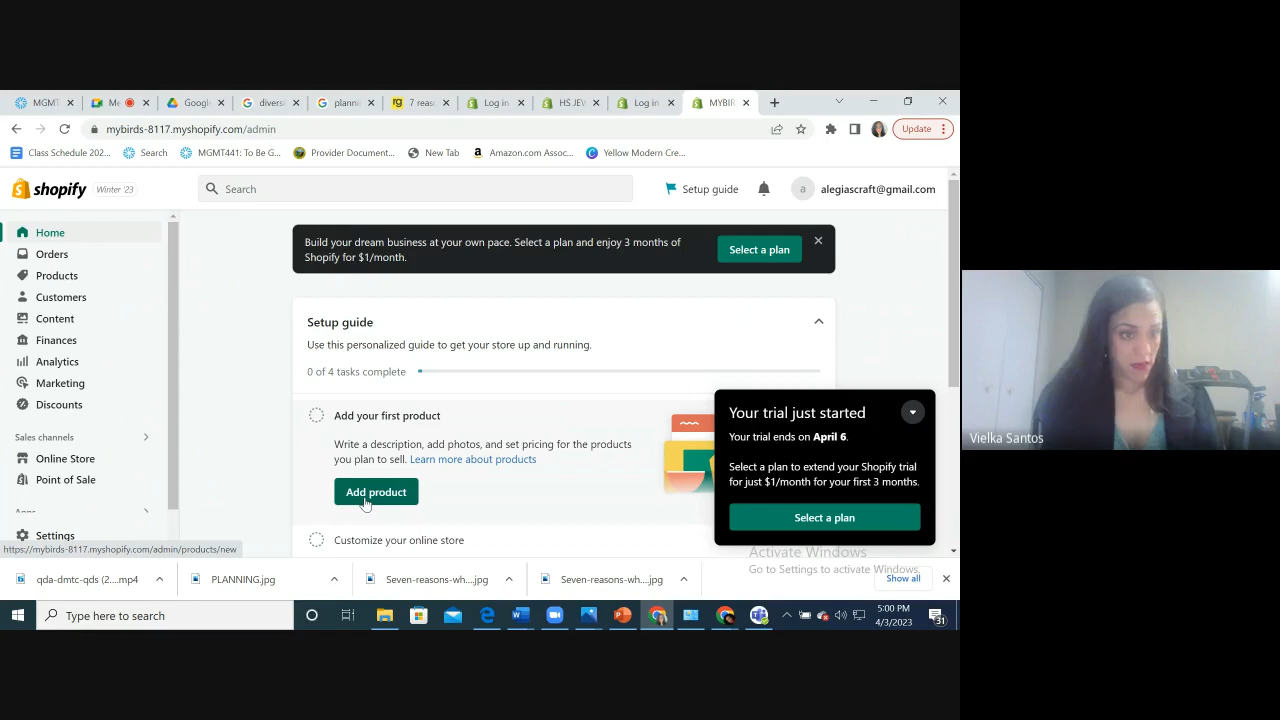 MGMT
Me
Google
diversi
planni
7 reas
Log in
HS JEW
Log in
MYBIR
mybirds-8117.myshopify.com/admin
Update
Class Schedule 202...
Search
MGMT441: To Be G...
Provider Document...
New Tab
Amazon.com Assoc...
Yellow Modern Cre...
shopify
Winter '23
Search
Setup guide
a
alegiascraft@gmail.com
Home
Orders
Products
Customers
Content
Finances
Analytics
Marketing
Discounts
Sales channels
Online Store
Point of Sale
Apps
Settings
https://mybirds-8117.myshopify.com/admin/products/new
Build your dream business at your own pace. Select a plan and enjoy 3 months of
Shopify for $1/month.
Select a plan
Setup guide
Use this personalized guide to get your store up and running.
0 of 4 tasks complete
Add your first product
Write a description, add photos, and set pricing for the products
you plan to sell. Learn more about products
Add product
Customize your online store
Your trial just started
Your trial ends on April 6.
Select a plan to extend your Shopify trial
for just $1/month for your first 3 months.
Select a plan
Activate Windows
Go to Settings to activate Windows.
Vielka Santos
qda-dmtc-qds (2....mp4
PLANNING.jpg
Seven-reasons-wh....jpg
Seven-reasons-wh....jpg
Show all
Type here to search
5:00 PM
4/3/2023
31